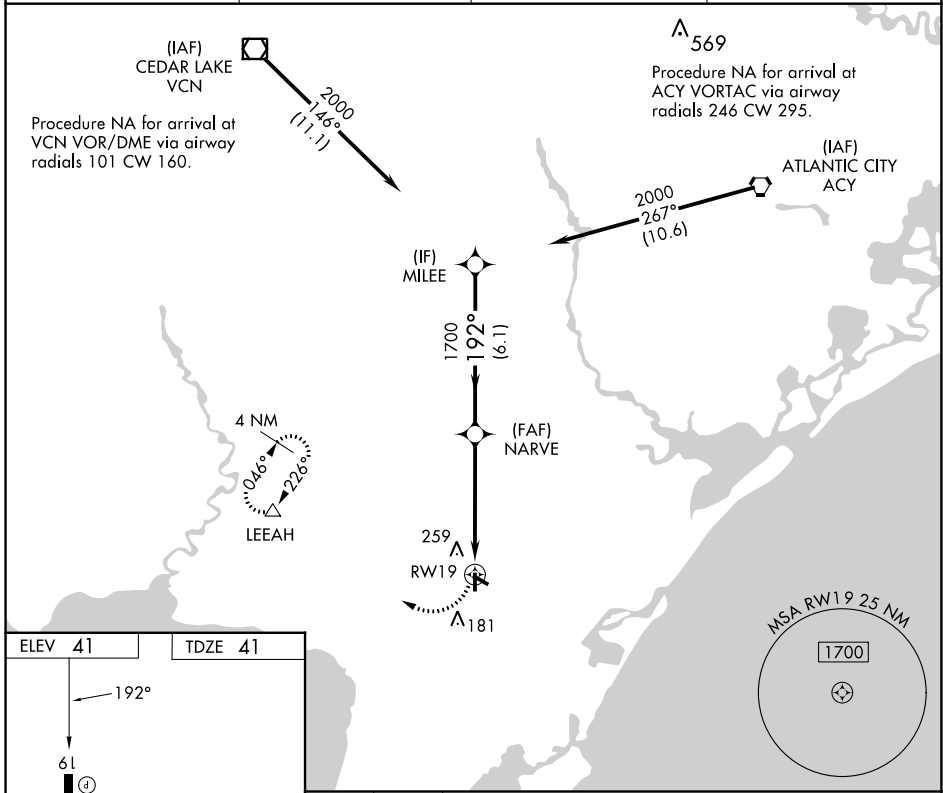 (IAF)
CEDAR LAKE
VCN
2000
146°
(11.1)
Procedure NA for arrival at
VCN VOR/DME via airway
radials 101 CW 160.
569
Procedure NA for arrival at
ACY VORTAC via airway
radials 246 CW 295.
(IAF)
ATLANTIC CITY
ACY
2000
267°
(10.6)
(IF)
MILEE
1700
192°
(6.1)
(FAF)
NARVE
4 NM
046°
226°
LEEAH
259
RW19
181
MSA RW19 25 NM
1700
ELEV 41
TDZE 41
192°
19
P